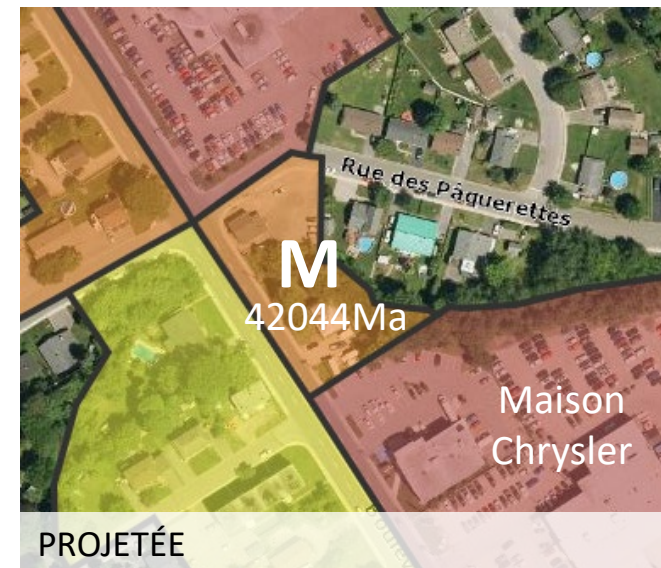 Rue des Pâquerettes
M
42044Ma
Maison
Chrysler
PROJETÉE